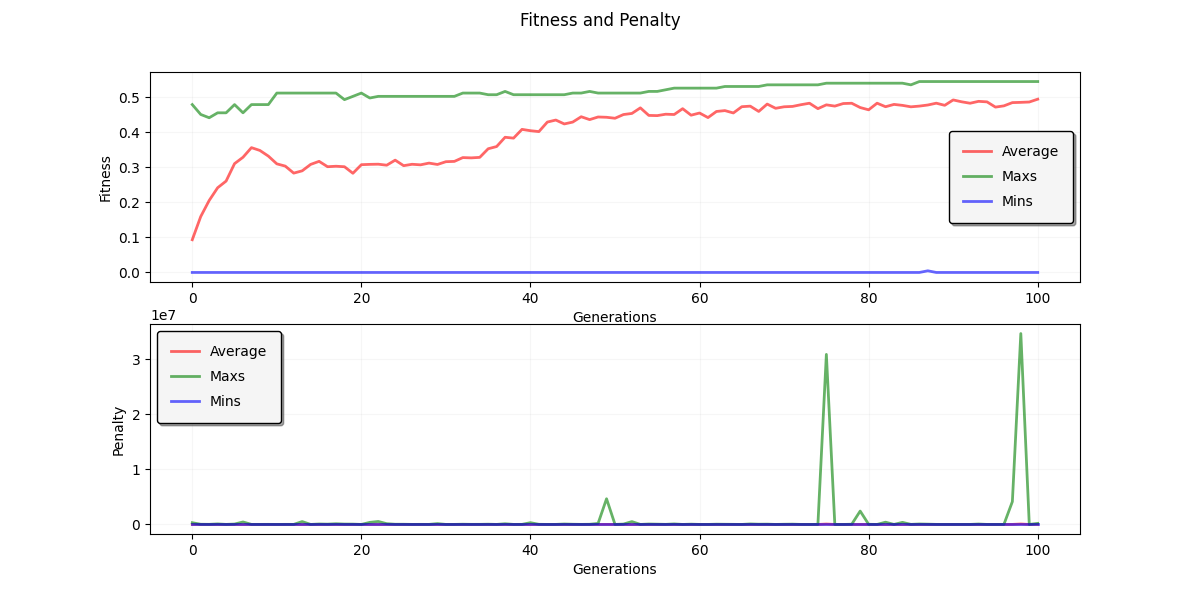 Fitness and Penalty
0.5
0.4
0.3
0.2
0.1
0.0
Fitness
Average
Maxs
Mins
0 20 40 60 80 100
Generations
1e7
3
2
1
0
Penalty
Average
Maxs
Mins
0 20 40 60 80 100
Generations